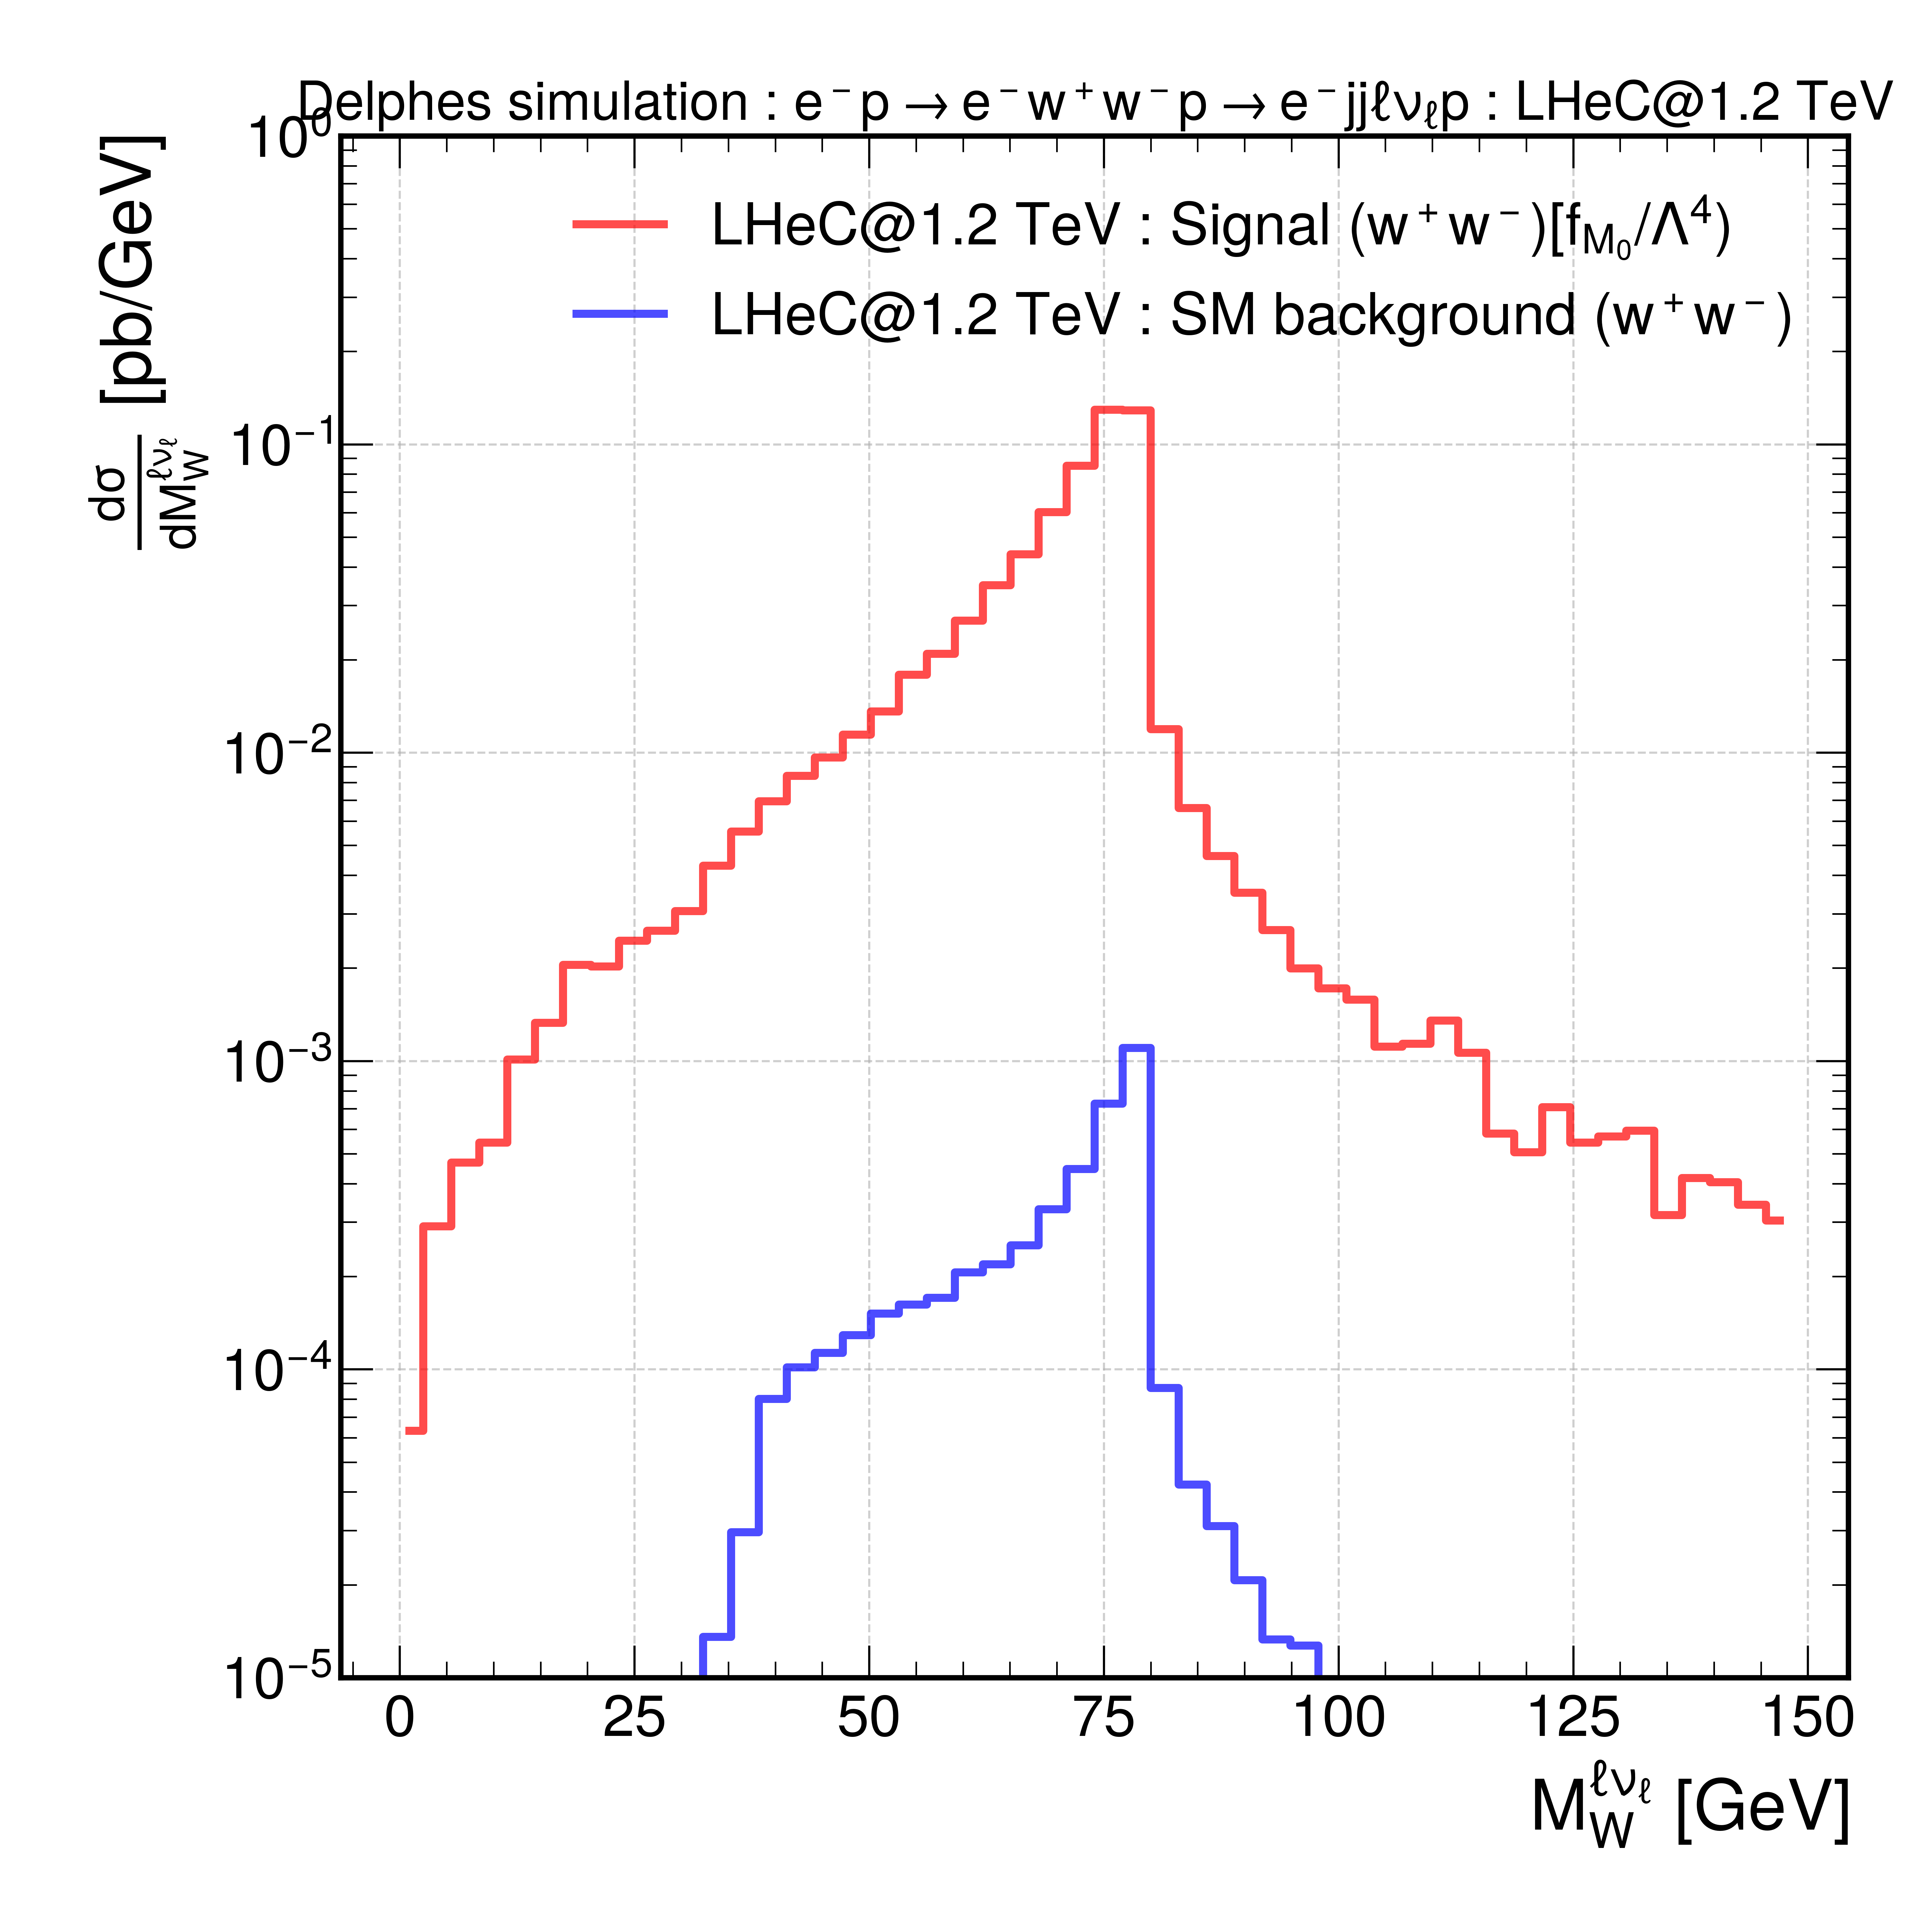 Delphes simulation : e⁻p → e⁻w⁺w⁻p → e⁻jjℓν_ℓp : LHeC@1.2 TeV
LHeC@1.2 TeV : Signal (w⁺w⁻)[f_{M₀}/Λ⁴)
LHeC@1.2 TeV : SM background (w⁺w⁻)
dσ/dM_W^{ℓν_ℓ} [pb/GeV]
10⁰
10⁻¹
10⁻²
10⁻³
10⁻⁴
10⁻⁵
0 25 50 75 100 125 150
M_W^{ℓν_ℓ} [GeV]